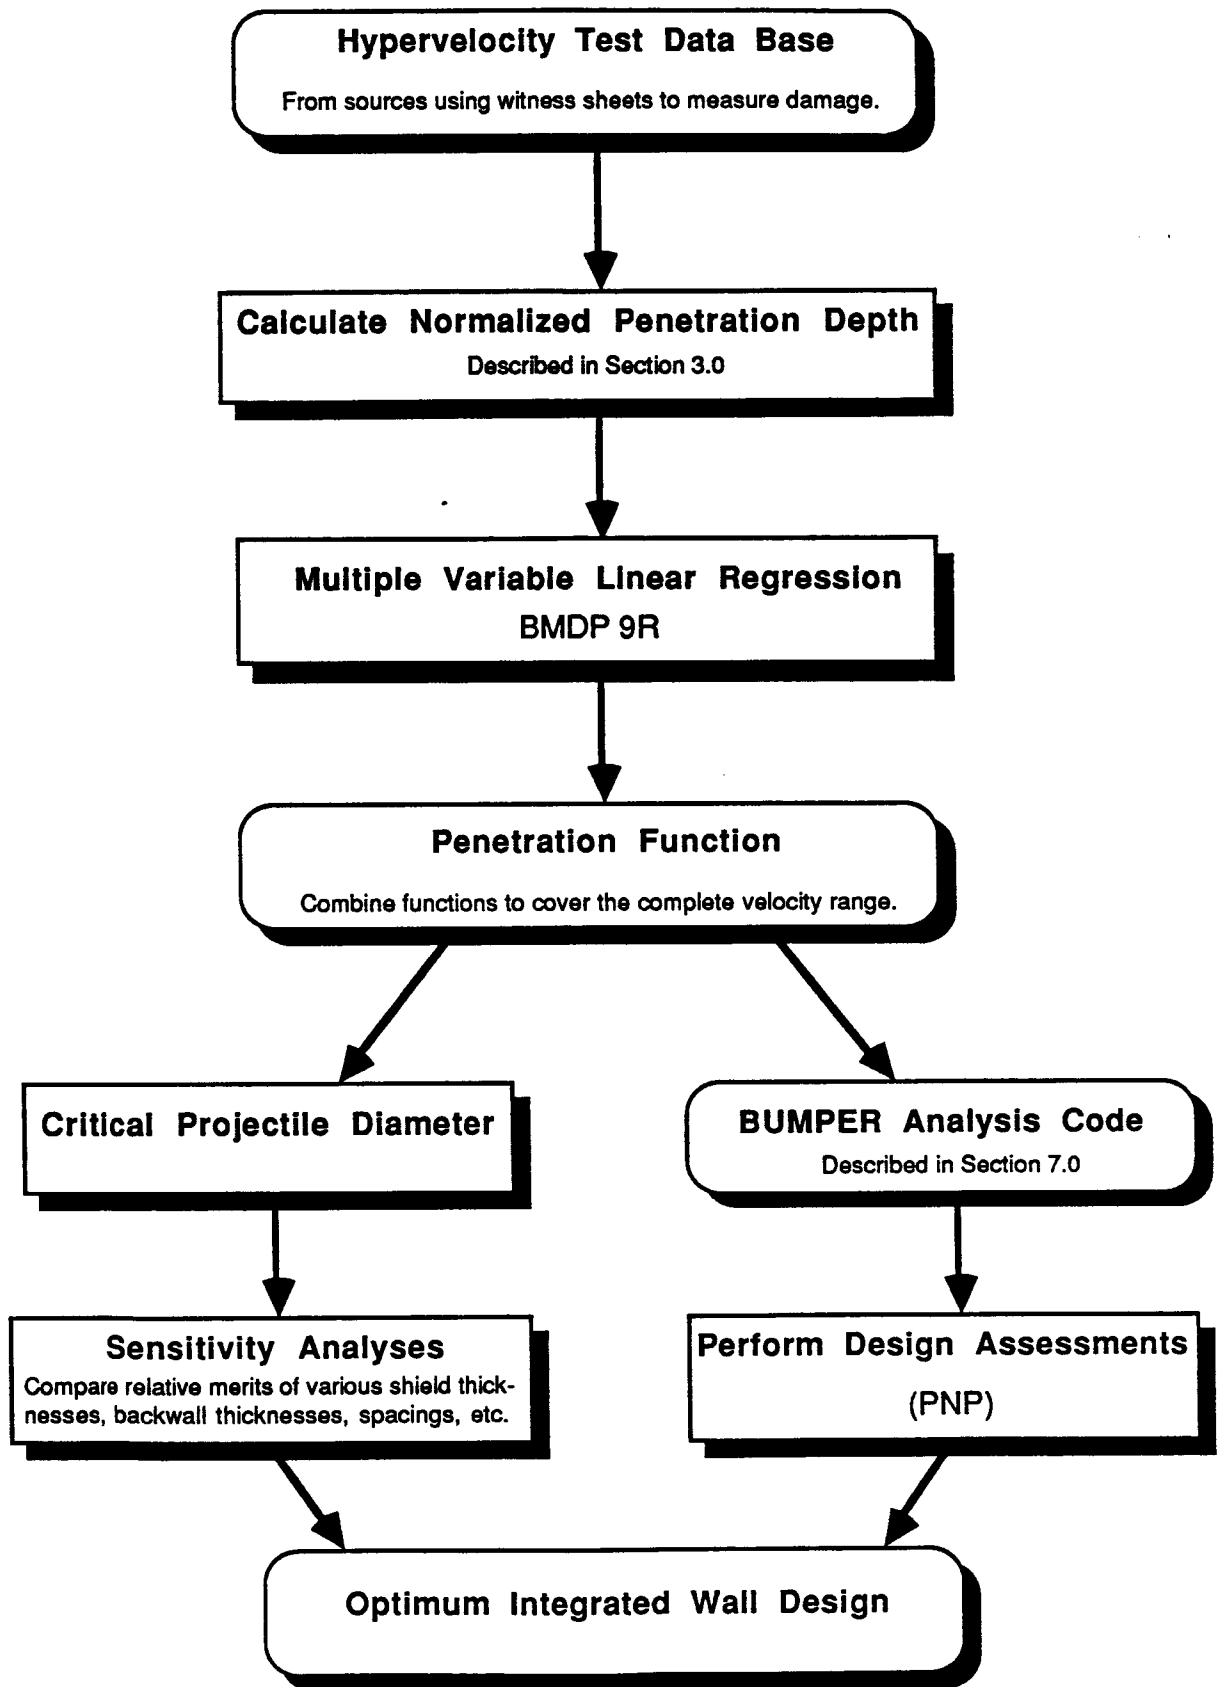 Hypervelocity Test Data Base
From sources using witness sheets to measure damage.
Calculate Normalized Penetration Depth
Described in Section 3.0
Multiple Variable Linear Regression
BMDP 9R
Penetration Function
Combine functions to cover the complete velocity range.
Critical Projectile Diameter
BUMPER Analysis Code
Described in Section 7.0
Sensitivity Analyses
Compare relative merits of various shield thick-
nesses, backwall thicknesses, spacings, etc.
Perform Design Assessments
(PNP)
Optimum Integrated Wall Design